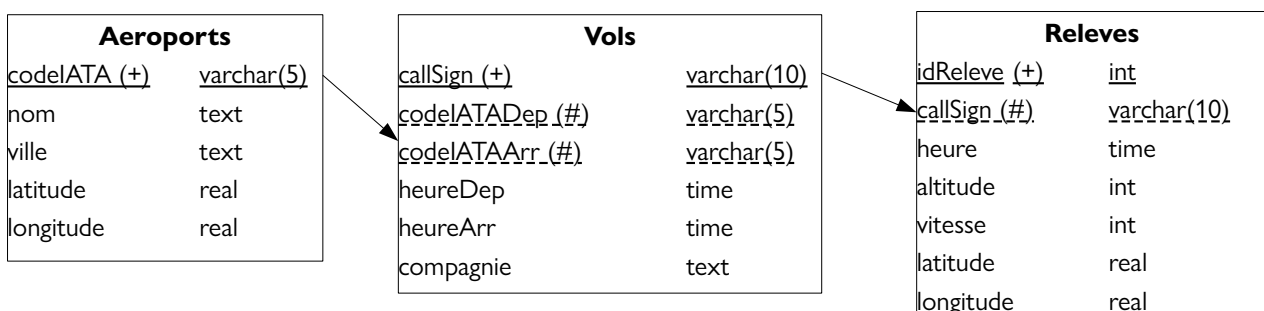 Aeroports
codeIATA (+) varchar(5)
nom text
ville text
latitude real
longitude real
Vols
callSign (+) varchar(10)
codeIATADep (#) varchar(5)
codeIATAArr (#) varchar(5)
heureDep time
heureArr time
compagnie text
Releves
idReleve (+) int
callSign (#) varchar(10)
heure time
altitude int
vitesse int
latitude real
longitude real